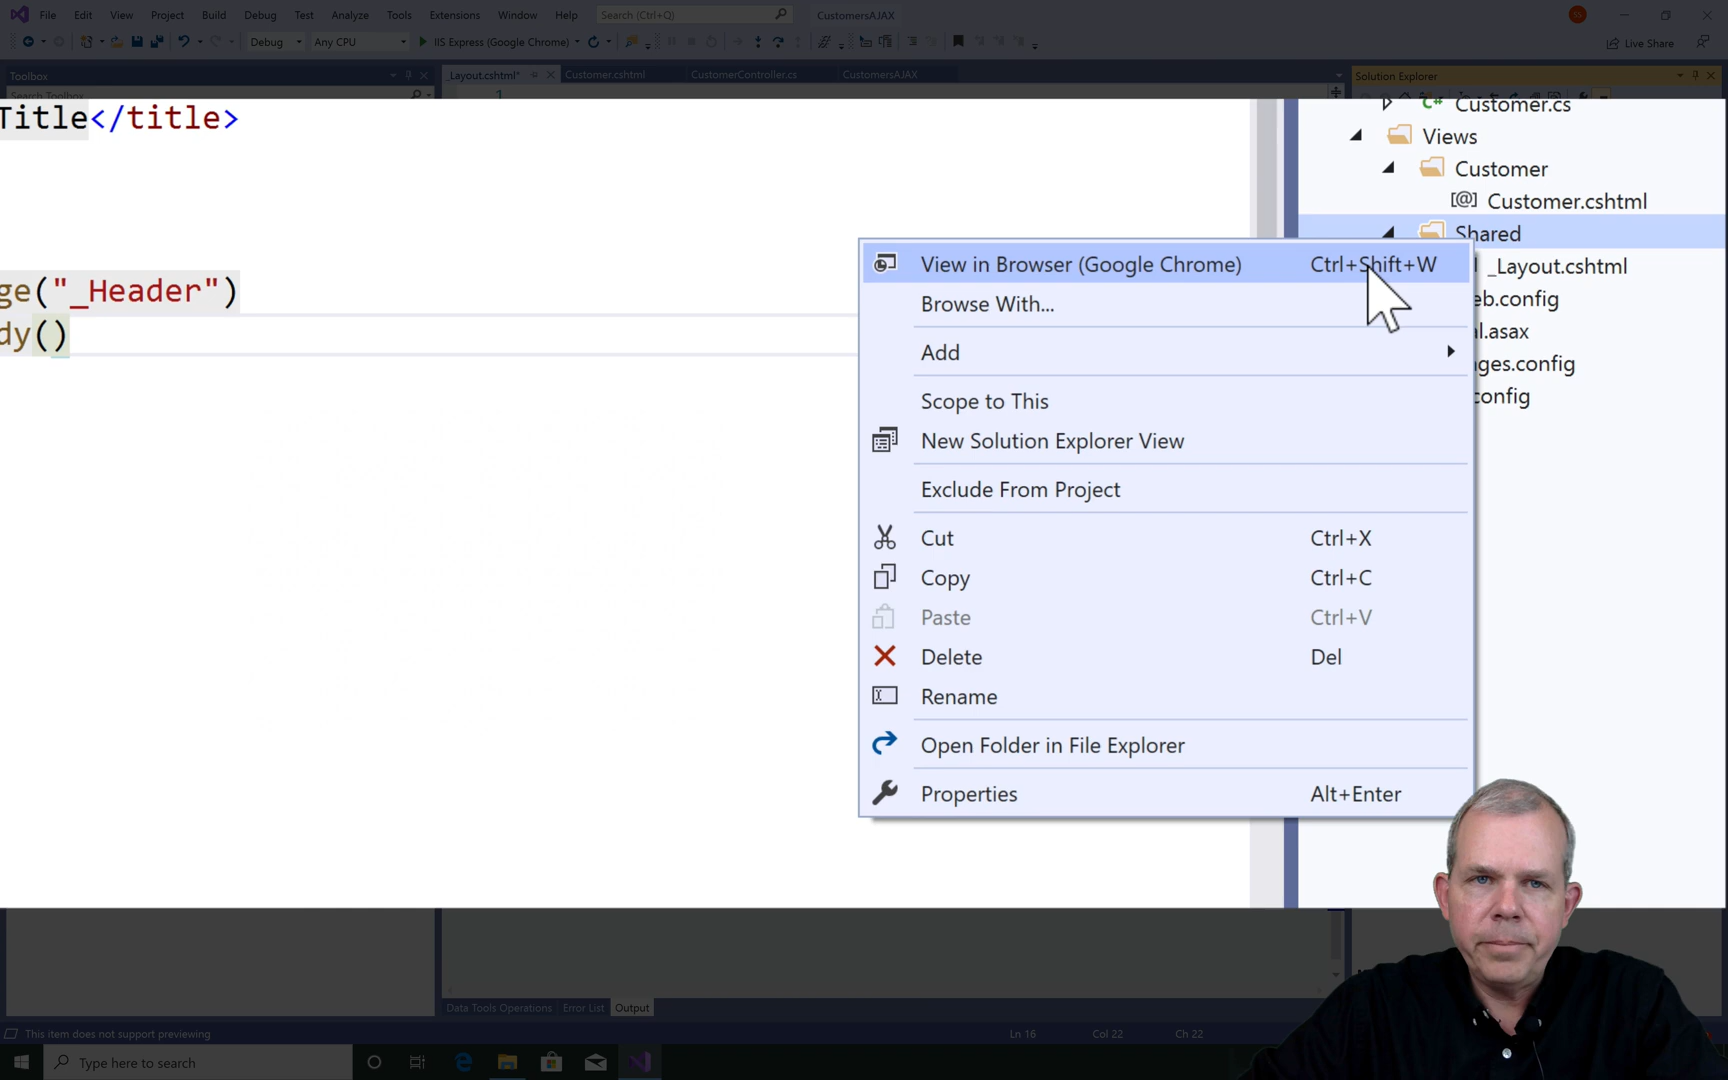 File Edit View Project Build Debug Test Analyze Tools Extensions Window Help Search (Ctrl+Q) CustomersAJAX SS
Debug Any CPU IIS Express (Google Chrome) Live Share
Toolbox
_Layout.cshtml* Customer.cshtml CustomerController.cs CustomersAJAX
Solution Explorer
Search Toolbox
1
Title</title>
ge("_Header")
dy()
Customer.cs
Views
Customer
[@] Customer.cshtml
Shared
_Layout.cshtml
eb.config
l.asax
ges.config
config
View in Browser (Google Chrome) Ctrl+Shift+W
Browse With...
Add
Scope to This
New Solution Explorer View
Exclude From Project
Cut Ctrl+X
Copy Ctrl+C
Paste Ctrl+V
Delete Del
Rename
Open Folder in File Explorer
Properties Alt+Enter
Data Tools Operations Error List Output
This item does not support previewing Ln 16 Col 22 Ch 22
Type here to search